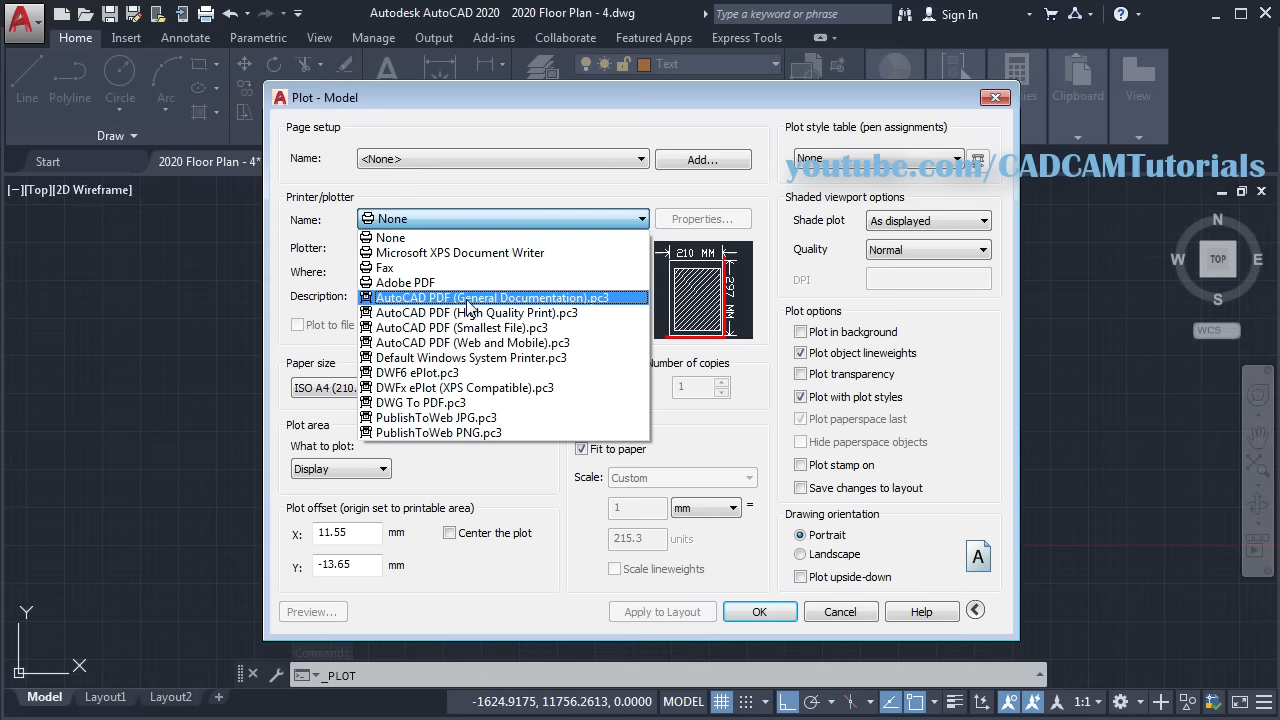 Autodesk AutoCAD 2020 2020 Floor Plan - 4.dwg
Type a keyword or phrase
Sign In
Home Insert Annotate Parametric View Manage Output Add-ins Collaborate Featured Apps Express Tools
Text
Line Polyline Circle Arc
Clipboard View
Draw
Start 2020 Floor Plan - 4*
[−][Top][2D Wireframe]
Plot - Model
Page setup
Name: <None> Add...
Plot style table (pen assignments)
None
youtube.com/CADCAMTutorials
Printer/plotter
Name: None Properties...
Plotter:
Where:
Description:
Plot to file
None
Microsoft XPS Document Writer
Fax
Adobe PDF
AutoCAD PDF (General Documentation).pc3
AutoCAD PDF (High Quality Print).pc3
AutoCAD PDF (Smallest File).pc3
AutoCAD PDF (Web and Mobile).pc3
Default Windows System Printer.pc3
DWF6 ePlot.pc3
DWFx ePlot (XPS Compatible).pc3
DWG To PDF.pc3
PublishToWeb JPG.pc3
PublishToWeb PNG.pc3
210 MM
297 MM
Shaded viewport options
Shade plot As displayed
Quality Normal
DPI
Plot options
Plot in background
Plot object lineweights
Plot transparency
Plot with plot styles
Plot paperspace last
Hide paperspace objects
Plot stamp on
Save changes to layout
Paper size
ISO A4 (210.
Number of copies
1
Plot area
What to plot:
Display
Fit to paper
Scale: Custom
1 mm =
215.3 units
Scale lineweights
Plot offset (origin set to printable area)
X: 11.55 mm Center the plot
Y: -13.65 mm
Drawing orientation
Portrait
Landscape
Plot upside-down
A
Preview... Apply to Layout OK Cancel Help
N
W TOP E
S
WCS
Y
X
Command:
_PLOT
Model Layout1 Layout2 +
-1624.9175, 11756.2613, 0.0000 MODEL 1:1